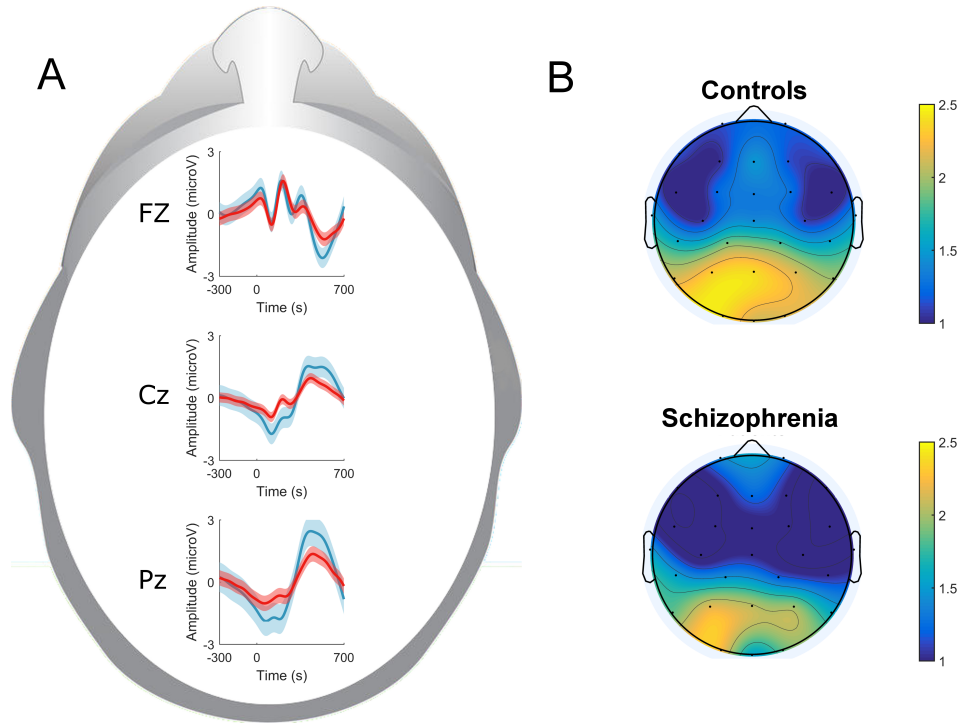 A
FZ
Amplitude (microV)
3
0
-3
-300 0 700
Time (s)
Cz
Amplitude (microV)
3
0
-3
-300 0 700
Time (s)
Pz
Amplitude (microV)
3
0
-3
-300 0 700
Time (s)
B
Controls
2.5
2
1.5
1
Schizophrenia
2.5
2
1.5
1